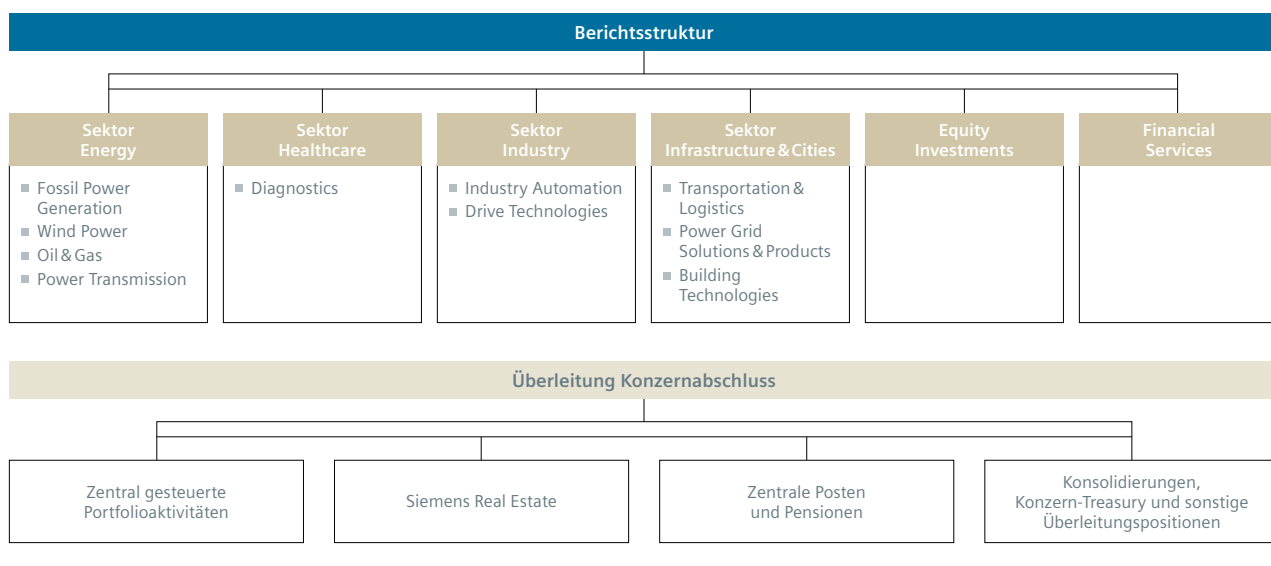 Berichtsstruktur
Sektor
Energy
Fossil Power
Generation
Wind Power
Oil & Gas
Power Transmission
Sektor
Healthcare
Diagnostics
Sektor
Industry
Industry Automation
Drive Technologies
Sektor
Infrastructure & Cities
Transportation &
Logistics
Power Grid
Solutions & Products
Building
Technologies
Equity
Investments
Financial
Services
Überleitung Konzernabschluss
Zentral gesteuerte
Portfolioaktivitäten
Siemens Real Estate
Zentrale Posten
und Pensionen
Konsolidierungen,
Konzern-Treasury und sonstige
Überleitungspositionen